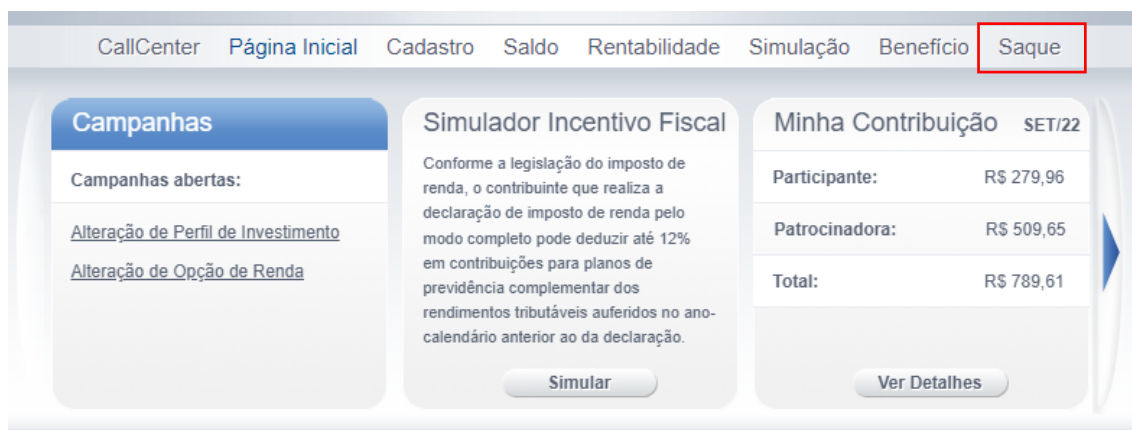 CallCenter Página Inicial Cadastro Saldo Rentabilidade Simulação Benefício Saque
Campanhas
Campanhas abertas:
Alteração de Perfil de Investimento
Alteração de Opção de Renda
Simulador Incentivo Fiscal
Conforme a legislação do imposto de
renda, o contribuinte que realiza a
declaração de imposto de renda pelo
modo completo pode deduzir até 12%
em contribuições para planos de
previdência complementar dos
rendimentos tributáveis auferidos no ano-
calendário anterior ao da declaração.
Simular
Minha Contribuição SET/22
Participante: R$ 279,96
Patrocinadora: R$ 509,65
Total: R$ 789,61
Ver Detalhes